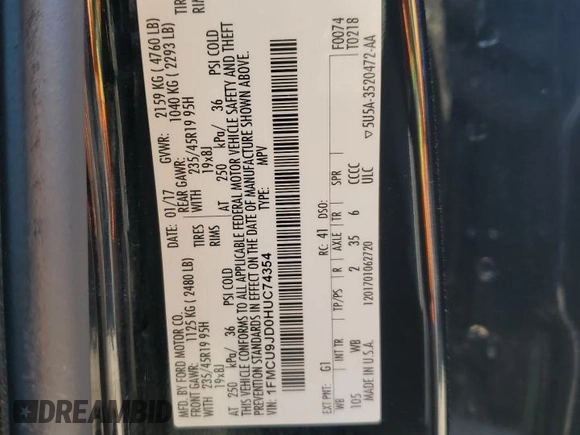 MFD. BY FORD MOTOR CO.
DATE: 01/17 GVWR: 2159 KG ( 4760 LB)
FRONT GAWR: 1125 KG ( 2480 LB) REAR GAWR: 1040 KG ( 2293 LB)
WITH 235/45R19 95H TIRES WITH 235/45R19 95H TIRES
19x8J RIMS 19x8J RIMS
AT 250 kPa/ 36 PSI COLD AT 250 kPa/ 36 PSI COLD
THIS VEHICLE CONFORMS TO ALL APPLICABLE FEDERAL MOTOR VEHICLE SAFETY AND THEFT
PREVENTION STANDARDS IN EFFECT ON THE DATE OF MANUFACTURE SHOWN ABOVE.
VIN: 1FMCU9JD0HUC74354 TYPE: MPV
F0074
T0218
EXT PNT: G1 RC: 41 DSO:
WB INT TR TP/PS R AXLE TR SPR
105 WB 2 35 6 CCCC
MADE IN U.S.A. 1201701062720 ULC
▽5U5A-3520472-AA
DREAMBID